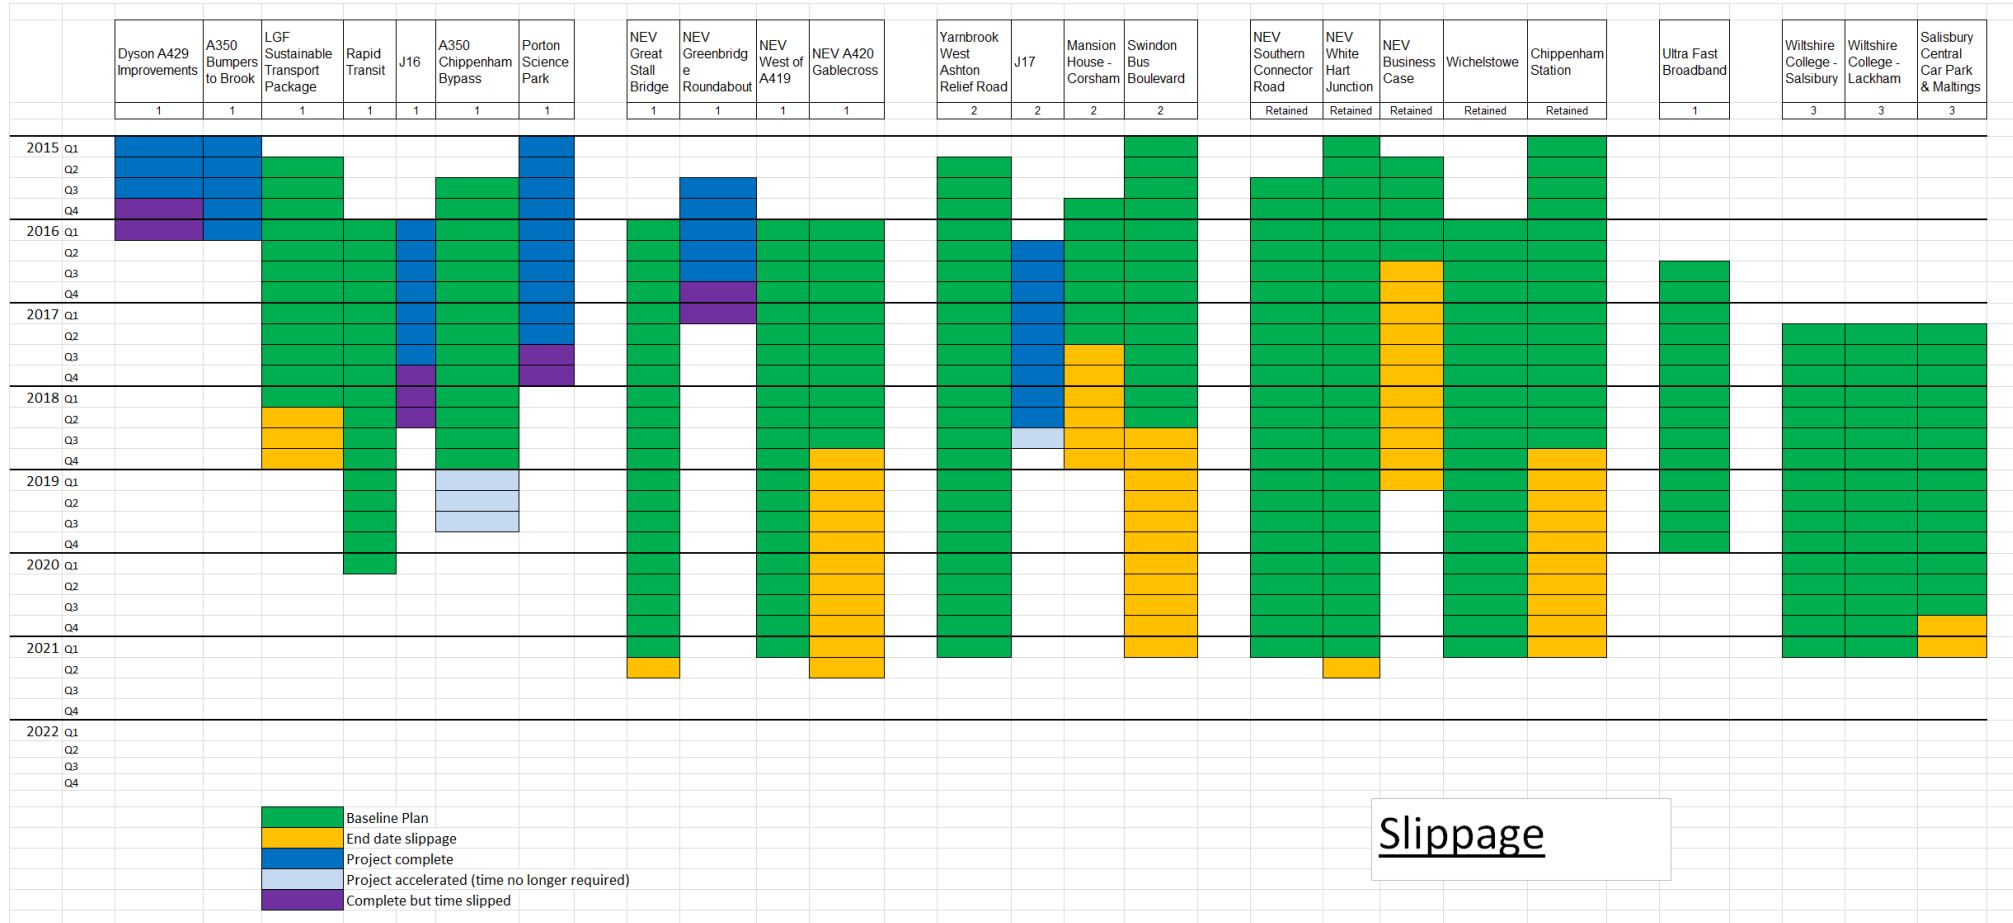 Dyson A429
Improvements
A350
Bumpers
to Brook
LGF
Sustainable
Transport
Package
Rapid
Transit
J16
A350
Chippenham
Bypass
Porton
Science
Park
NEV
Great
Stall
Bridge
NEV
Greenbridg
e
Roundabout
NEV
West of
A419
NEV A420
Gablecross
Yarnbrook
West
Ashton
Relief Road
J17
Mansion
House -
Corsham
Swindon
Bus
Boulevard
NEV
Southern
Connector
Road
NEV
White
Hart
Junction
NEV
Business
Case
Wichelstowe
Chippenham
Station
Ultra Fast
Broadband
Wiltshire
College -
Salsibury
Wiltshire
College -
Lackham
Salisbury
Central
Car Park
& Maltings
1 1 1 1 1 1 1 1 1 1 1 2 2 2 2 Retained Retained Retained Retained Retained 1 3 3 3
2015 Q1
Q2
Q3
Q4
2016 Q1
Q2
Q3
Q4
2017 Q1
Q2
Q3
Q4
2018 Q1
Q2
Q3
Q4
2019 Q1
Q2
Q3
Q4
2020 Q1
Q2
Q3
Q4
2021 Q1
Q2
Q3
Q4
2022 Q1
Q2
Q3
Q4
Baseline Plan
End date slippage
Project complete
Project accelerated (time no longer required)
Complete but time slipped
Slippage